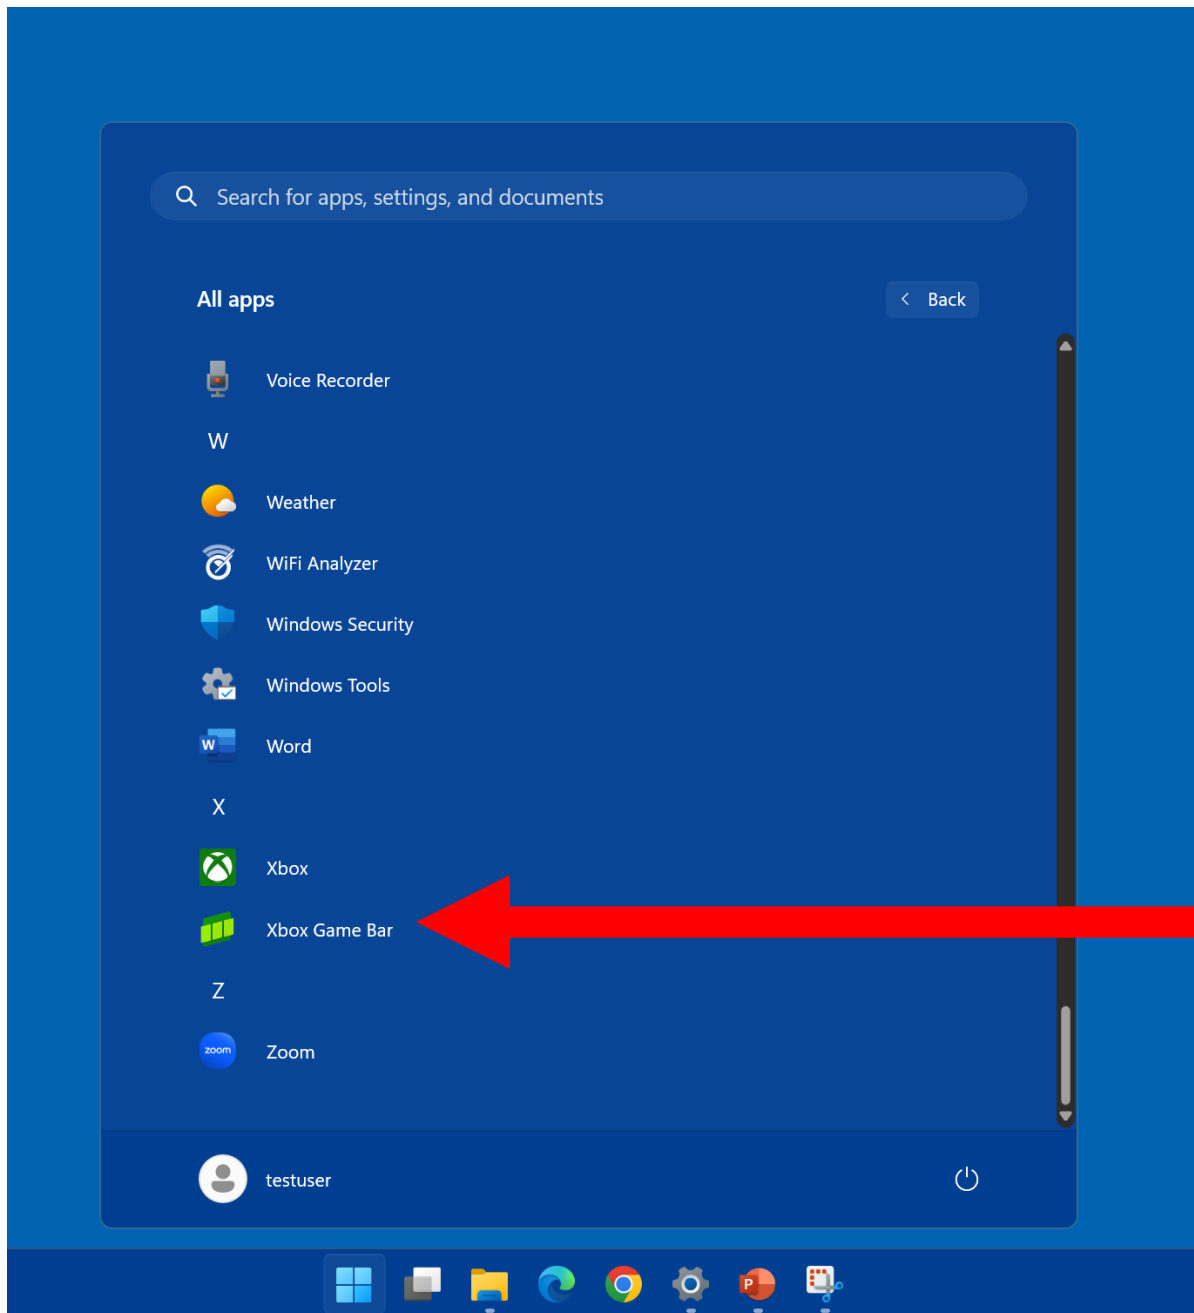 Search for apps, settings, and documents
All apps
Back
Voice Recorder
W
Weather
WiFi Analyzer
Windows Security
Windows Tools
W
Word
X
Xbox
Xbox Game Bar
Z
zoom
Zoom
testuser
P